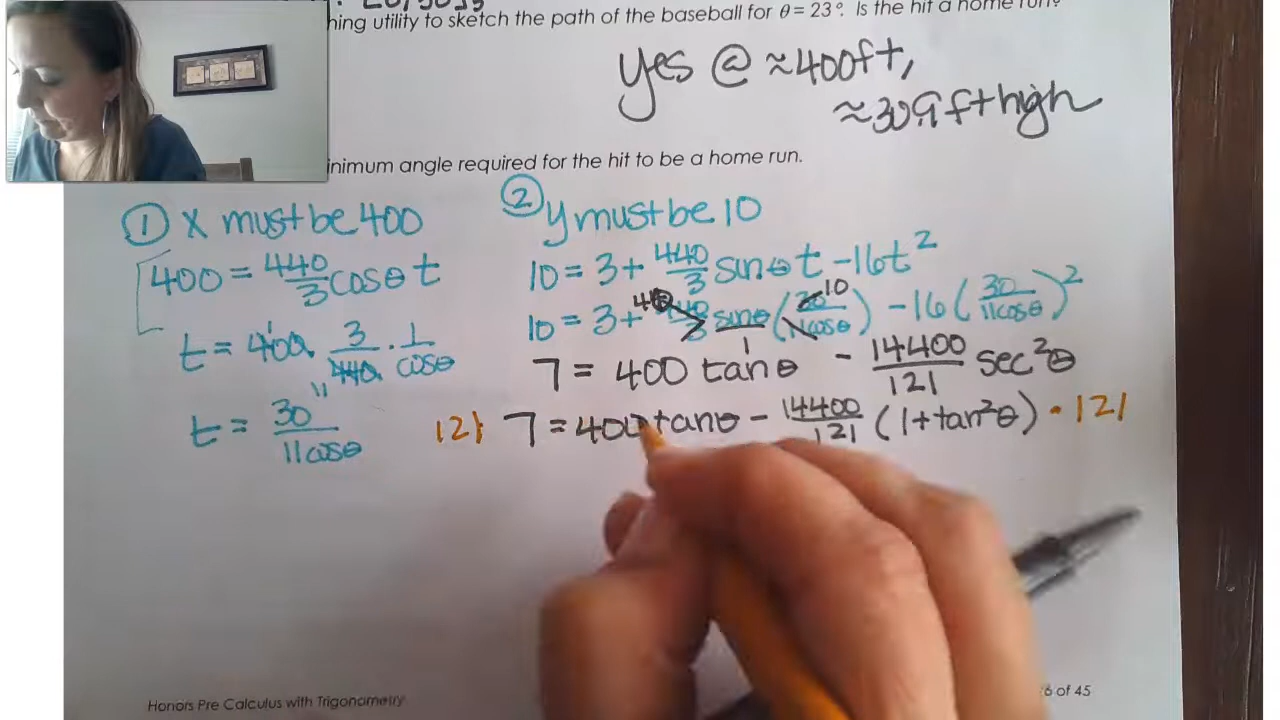 ning utility to sketch the path of the baseball for θ = 23°. Is the hit a home run?
yes @ ≈400ft,
≈30.9ft high
inimum angle required for the hit to be a home run.
① x must be 400
400 = 440/3 cosθ t
t = 400 · 3/440 · 1/cosθ
t = 30/11cosθ
② y must be 10
10 = 3 + 440/3 sinθ t - 16t²
10 = 3 + 440/3 sinθ/1 (30/11cosθ) - 16 (30/11cosθ)²
7 = 400 tanθ - 14400/121 sec²θ
121 · 7 = 400 tanθ - 14400/121 (1 + tan²θ) · 121
Honors Pre Calculus with Trigonometry
6 of 45